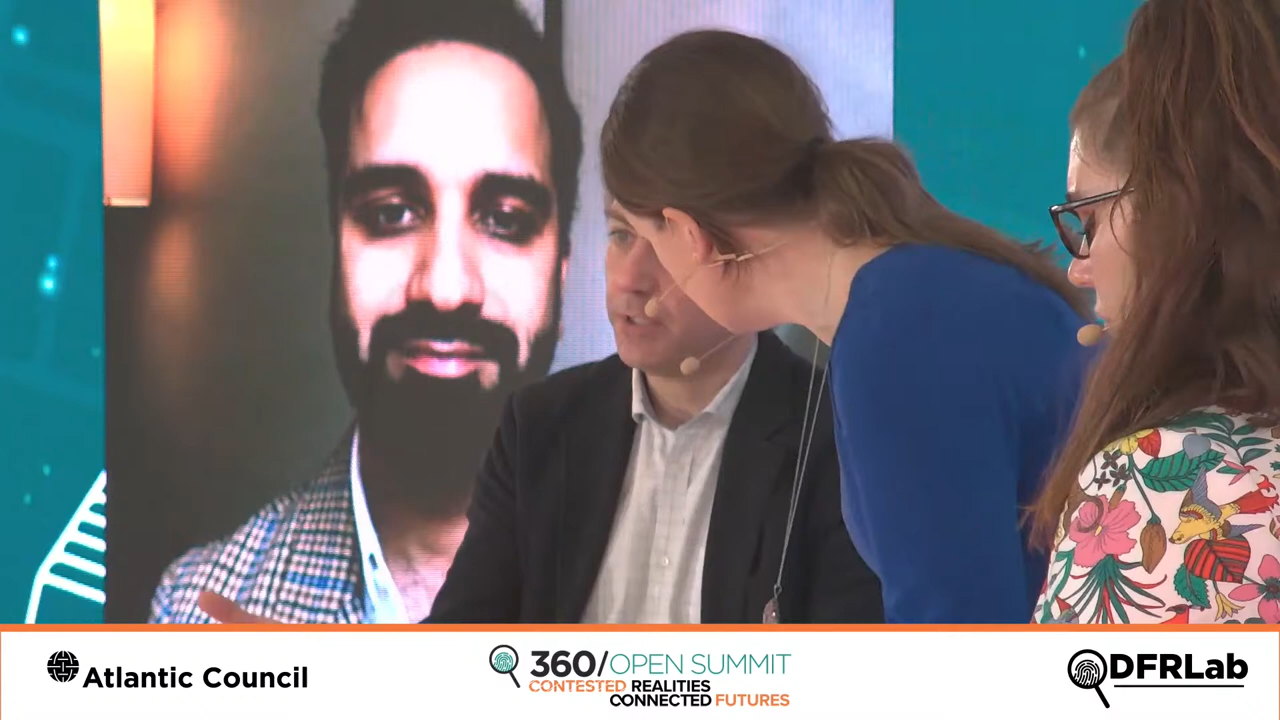 Atlantic Council
360/OPEN SUMMIT
CONTESTED REALITIES
CONNECTED FUTURES
DFRLab